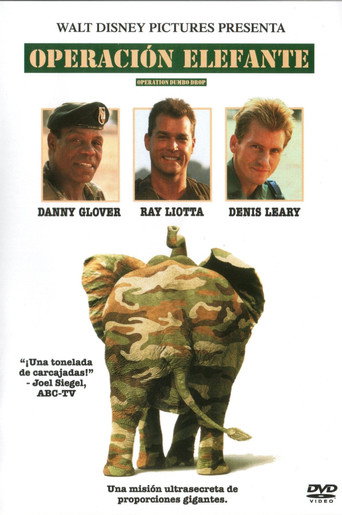 WALT DISNEY PICTURES PRESENTA
OPERACIÓN ELEFANTE
OPERATION DUMBO DROP
DANNY GLOVER
RAY LIOTTA
DENIS LEARY
"¡Una tonelada
de carcajadas!"
- Joel Siegel,
ABC-TV
Una misión ultrasecreta de
proporciones gigantes.
DVD
VIDEO